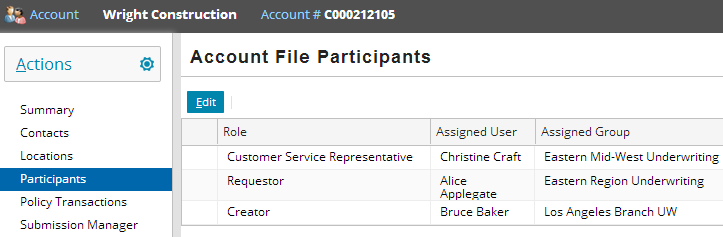 Account Wright Construction Account # C000212105
Actions
Summary
Contacts
Locations
Participants
Policy Transactions
Submission Manager
Account File Participants
Edit
Role Assigned User Assigned Group
Customer Service Representative Christine Craft Eastern Mid-West Underwriting
Requestor Alice Applegate Eastern Region Underwriting
Creator Bruce Baker Los Angeles Branch UW